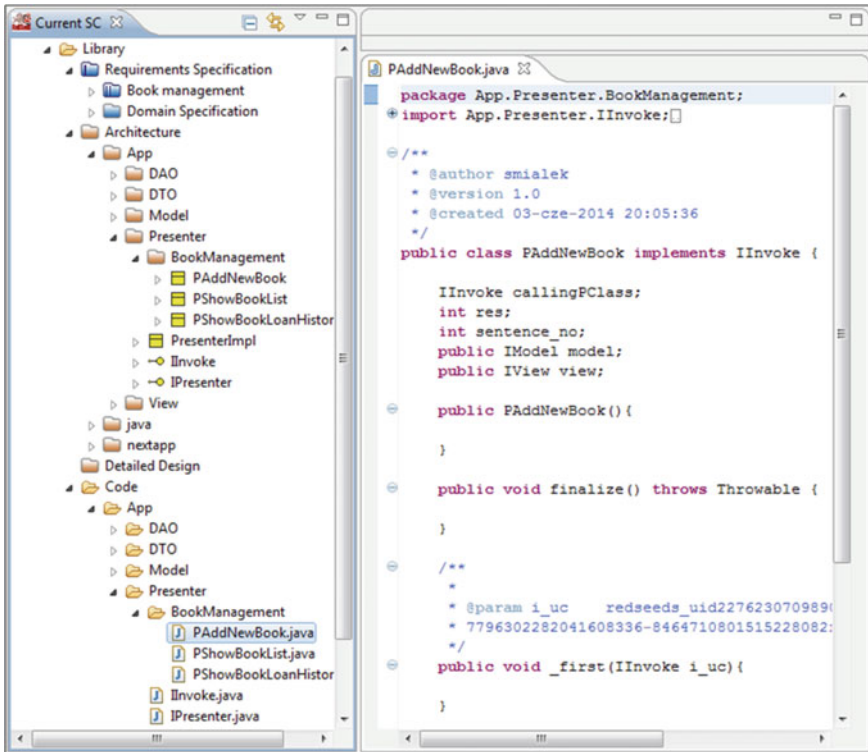 Current SC
Library
Requirements Specification
Book management
Domain Specification
Architecture
App
DAO
DTO
Model
Presenter
BookManagement
PAddNewBook
PShowBookList
PShowBookLoanHistor
PresenterImpl
IInvoke
IPresenter
View
java
nextapp
Detailed Design
Code
App
DAO
DTO
Model
Presenter
BookManagement
PAddNewBook.java
PShowBookList.java
PShowBookLoanHistor
IInvoke.java
IPresenter.java
PAddNewBook.java
package App.Presenter.BookManagement;
import App.Presenter.IInvoke;
/**
* @author smialek
* @version 1.0
* @created 03-cze-2014 20:05:36
*/
public class PAddNewBook implements IInvoke {
IInvoke callingPClass;
int res;
int sentence_no;
public IModel model;
public IView view;
public PAddNewBook(){
}
public void finalize() throws Throwable {
}
/**
*
* @param i_uc    redseeds_uid2276230709890
* 7796302282041608336-8464710801515228082
*/
public void _first(IInvoke i_uc){
}